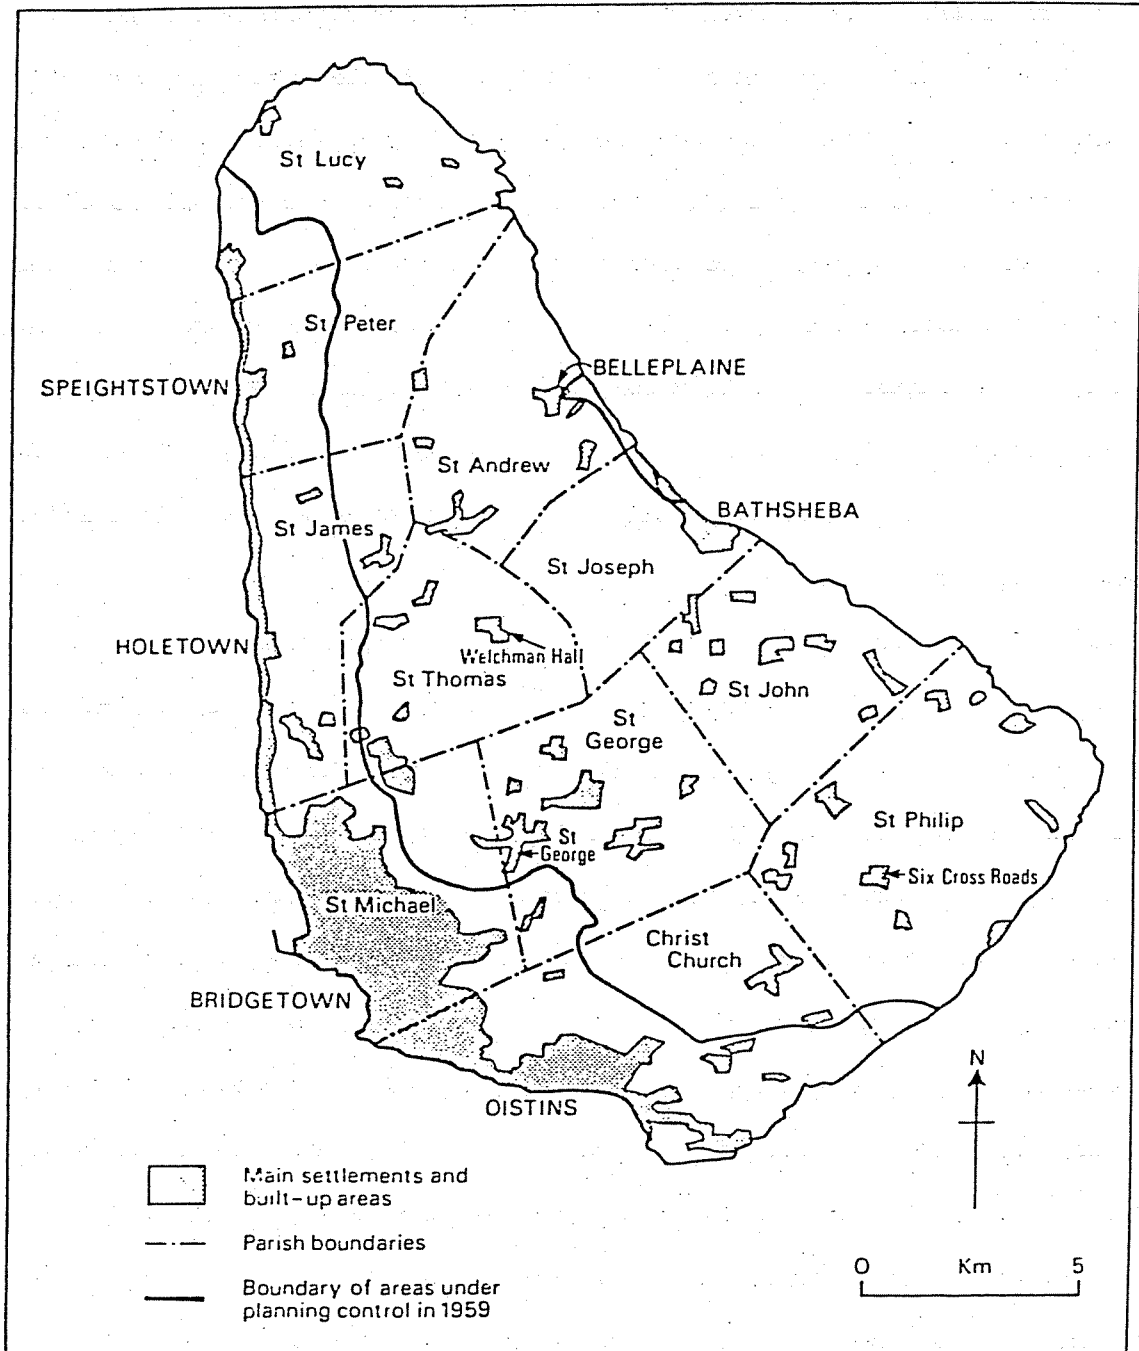 St Lucy
St Peter
SPEIGHTSTOWN
BELLEPLAINE
St Andrew
BATHSHEBA
St James
St Joseph
HOLETOWN
Welchman Hall
St Thomas
St John
St
George
St Philip
St
George
Six Cross Roads
St Michael
Christ
Church
BRIDGETOWN
OISTINS
N
Main settlements and
built-up areas
Parish boundaries
Boundary of areas under
planning control in 1959
0 Km 5